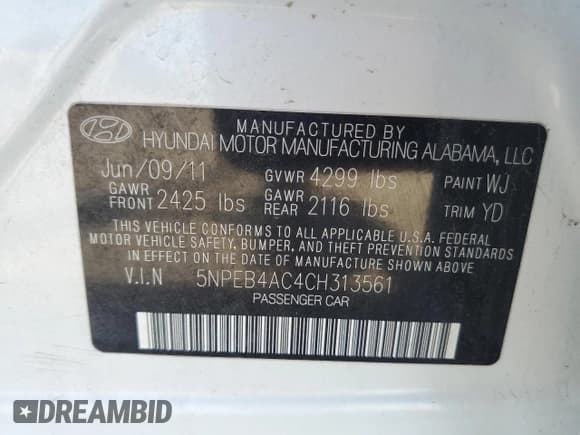 MANUFACTURED BY
HYUNDAI MOTOR MANUFACTURING ALABAMA, LLC
Jun/09/11 GVWR 4299 lbs PAINT WJ
GAWR FRONT 2425 lbs GAWR REAR 2116 lbs TRIM YD
THIS VEHICLE CONFORMS TO ALL APPLICABLE U.S.A. FEDERAL
MOTOR VEHICLE SAFETY, BUMPER, AND THEFT PREVENTION STANDARDS
IN EFFECT ON THE DATE OF MANUFACTURE SHOWN ABOVE.
V.I.N 5NPEB4AC4CH313561
PASSENGER CAR
DREAMBID